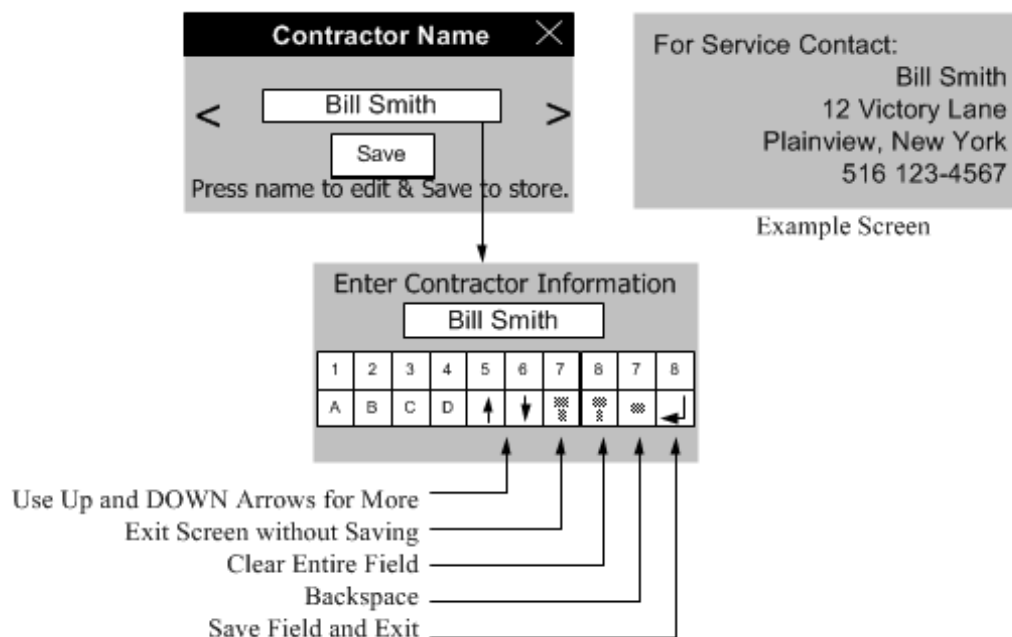 Contractor Name
< Bill Smith >
Save
Press name to edit & Save to store.
For Service Contact:
Bill Smith
12 Victory Lane
Plainview, New York
516 123-4567
Example Screen
Enter Contractor Information
Bill Smith
1 2 3 4 5 6 7 8 7 8
A B C D
Use Up and DOWN Arrows for More
Exit Screen without Saving
Clear Entire Field
Backspace
Save Field and Exit